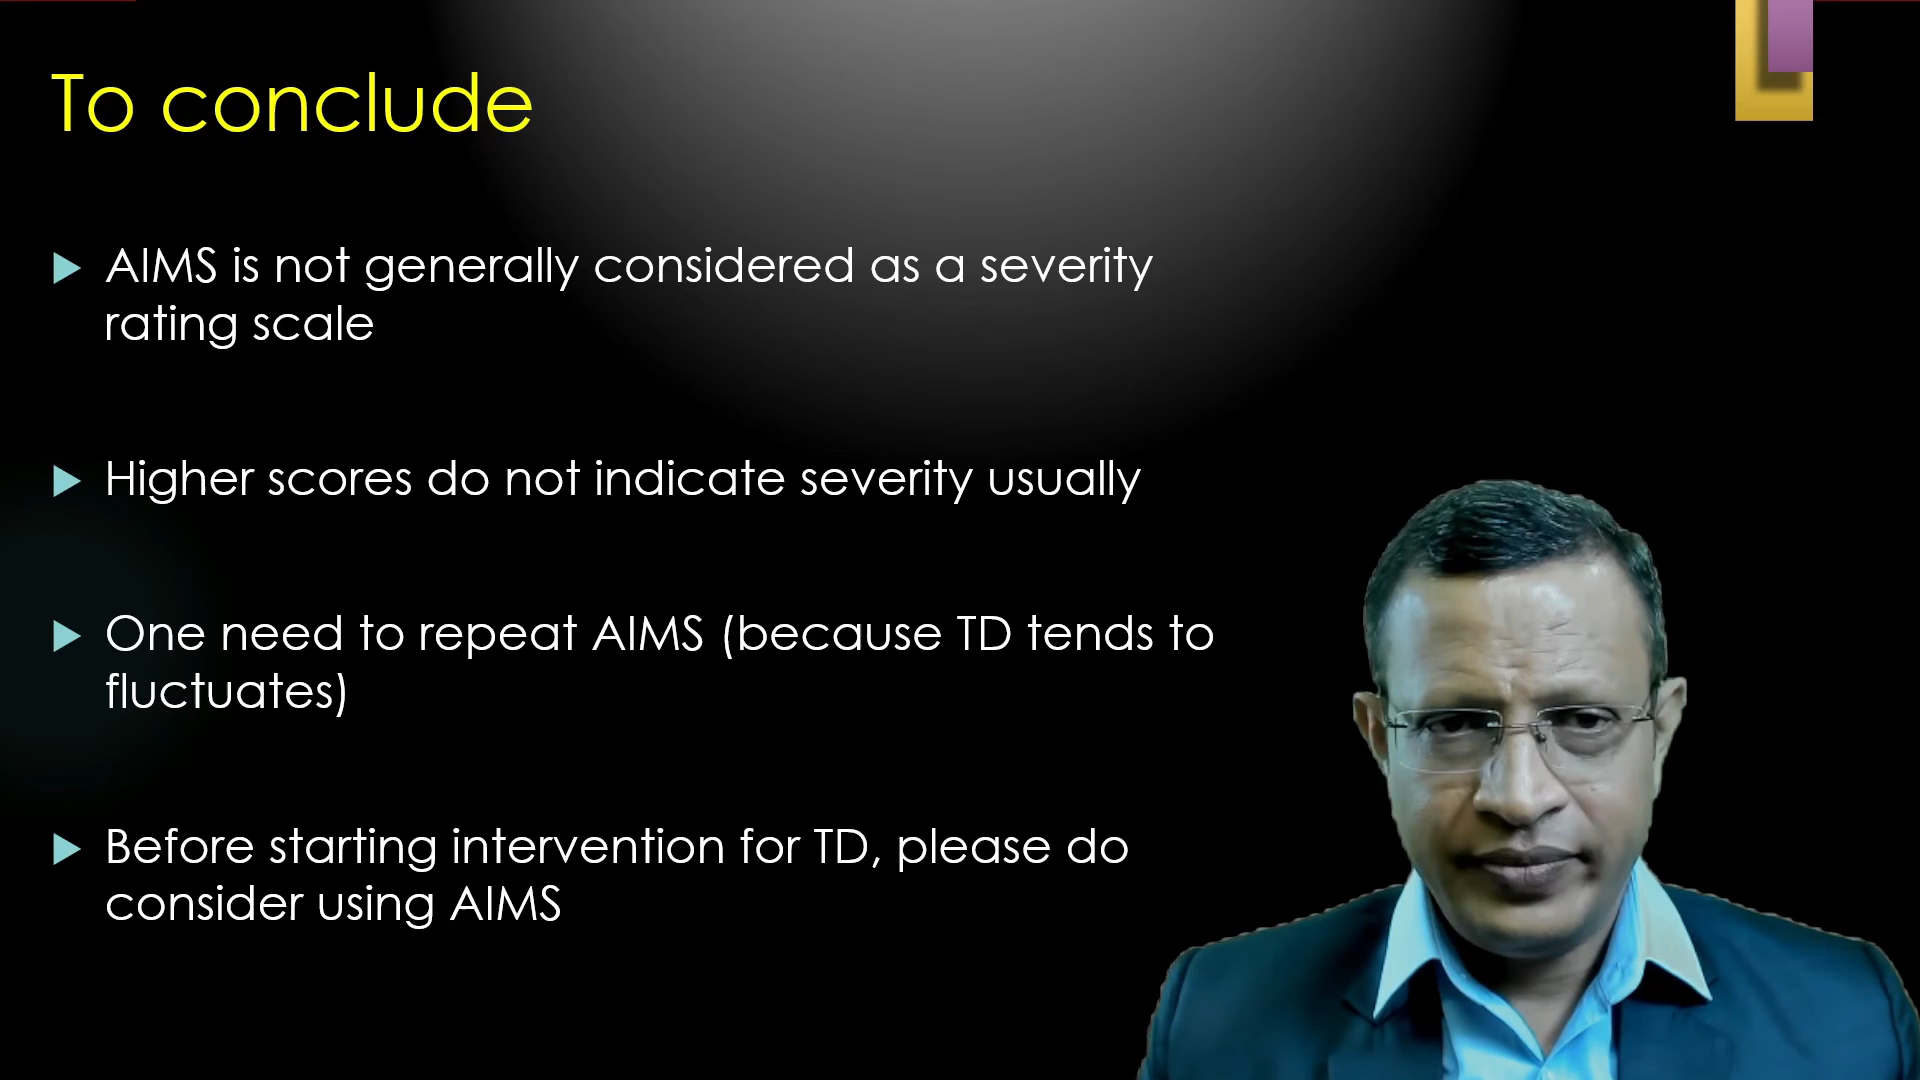 To conclude
AIMS is not generally considered as a severity
rating scale
Higher scores do not indicate severity usually
One need to repeat AIMS (because TD tends to
fluctuates)
Before starting intervention for TD, please do
consider using AIMS